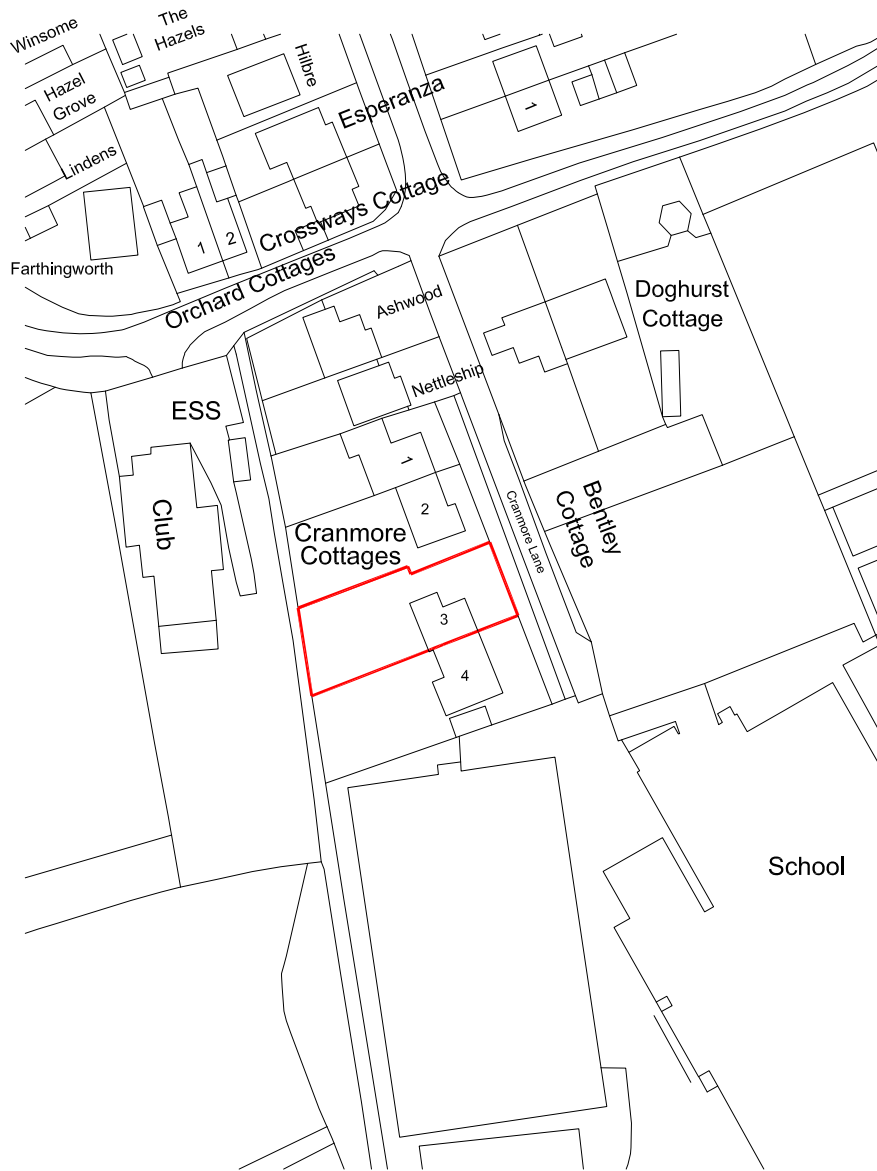 Winsome
The
Hazels
Hilbre
Hazel
Grove
Esperanza
1
Lindens
Crossways Cottage
1
2
Farthingworth
Orchard Cottages
Ashwood
Doghurst
Cottage
Nettleship
ESS
1
Club
2
Cranmore Lane
Bentley
Cottage
Cranmore
Cottages
3
4
School